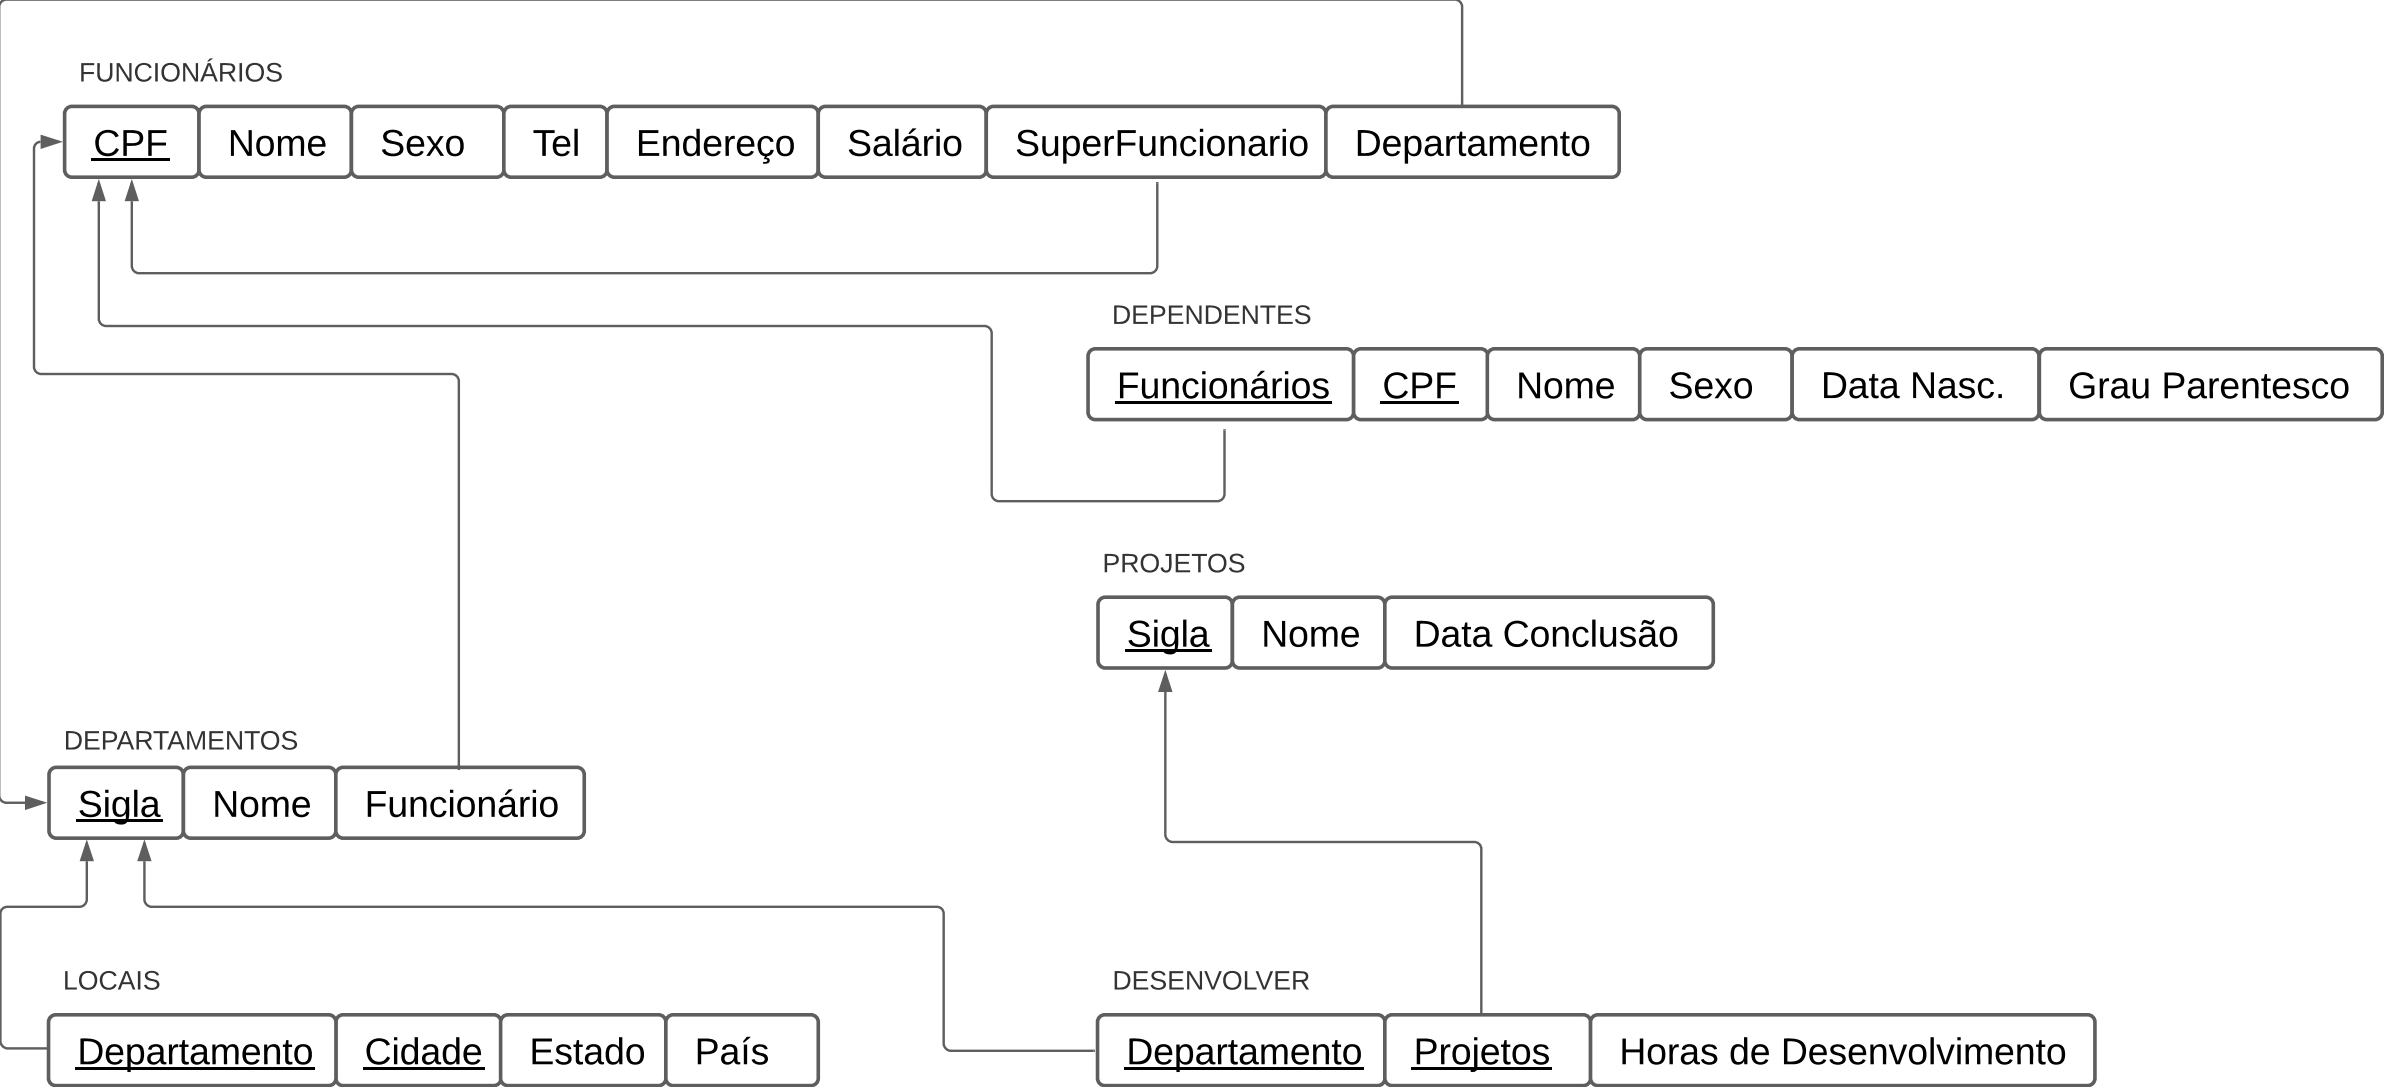 FUNCIONÁRIOS
CPF Nome Sexo Tel Endereço Salário SuperFuncionario Departamento
DEPENDENTES
Funcionários CPF Nome Sexo Data Nasc. Grau Parentesco
PROJETOS
Sigla Nome Data Conclusão
DEPARTAMENTOS
Sigla Nome Funcionário
LOCAIS
Departamento Cidade Estado País
DESENVOLVER
Departamento Projetos Horas de Desenvolvimento